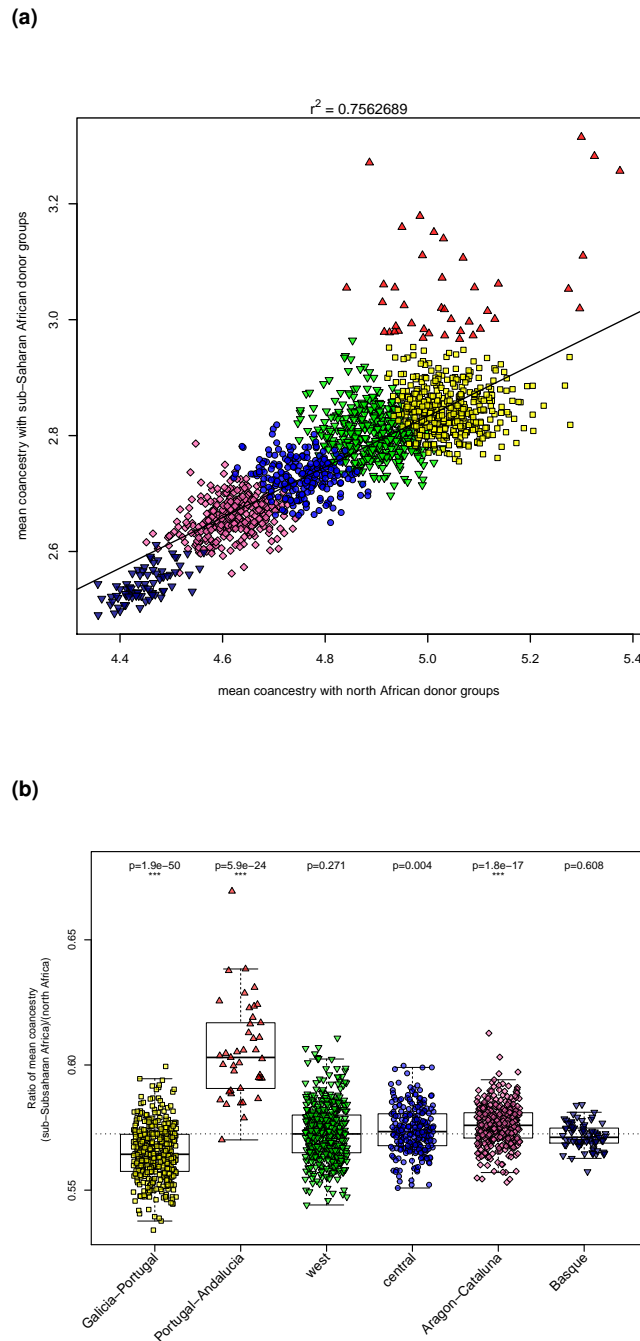 (a)
r² = 0.7562689
mean coancestry with sub−Saharan African donor groups
3.2
3.0
2.8
2.6
4.4 4.6 4.8 5.0 5.2 5.4
mean coancestry with north African donor groups
(b)
p=1.9e−50 p=5.9e−24 p=0.271 p=0.004 p=1.8e−17 p=0.608
*** *** ***
Ratio of mean coancestry
(sub−Subsaharan Africa)/(north Africa)
0.65
0.60
0.55
Galicia−Portugal
Portugal−Andalucia
west
central
Aragon−Cataluna
Basque